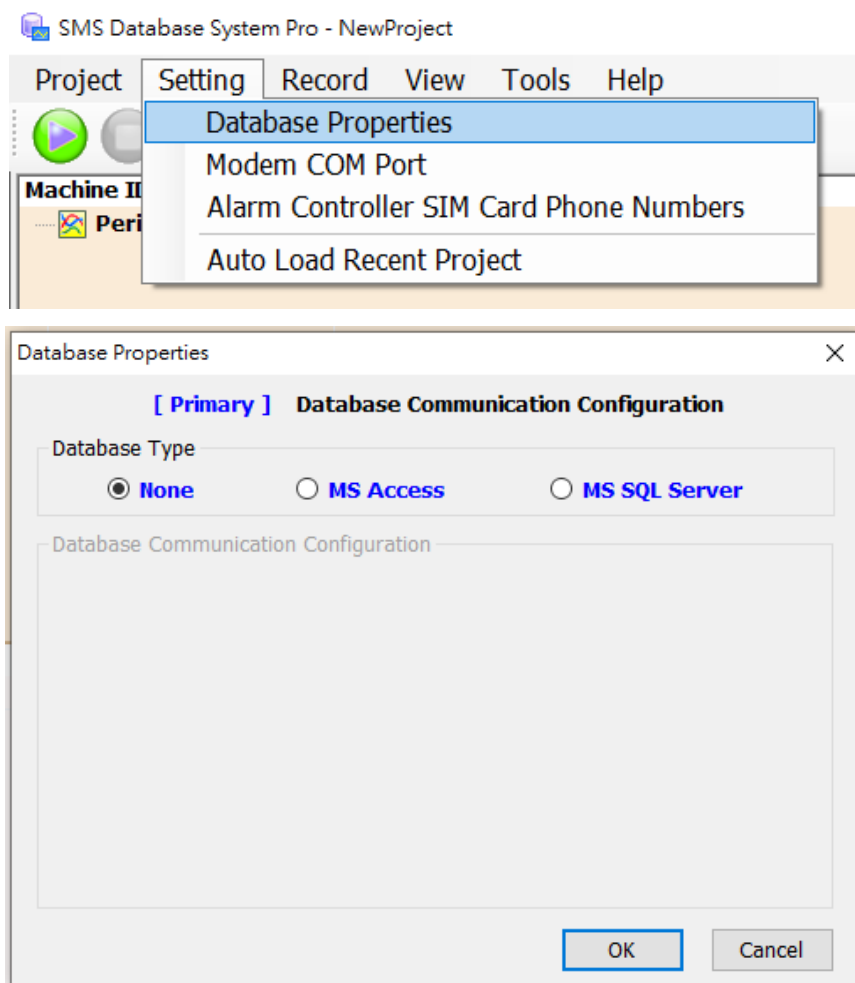 SMS Database System Pro - NewProject
Project Setting Record View Tools Help
Database Properties
Modem COM Port
Machine
Alarm Controller SIM Card Phone Numbers
Auto Load Recent Project
Database Properties
[ Primary ] Database Communication Configuration
Database Type
None MS Access MS SQL Server
Database Communication Configuration
OK Cancel